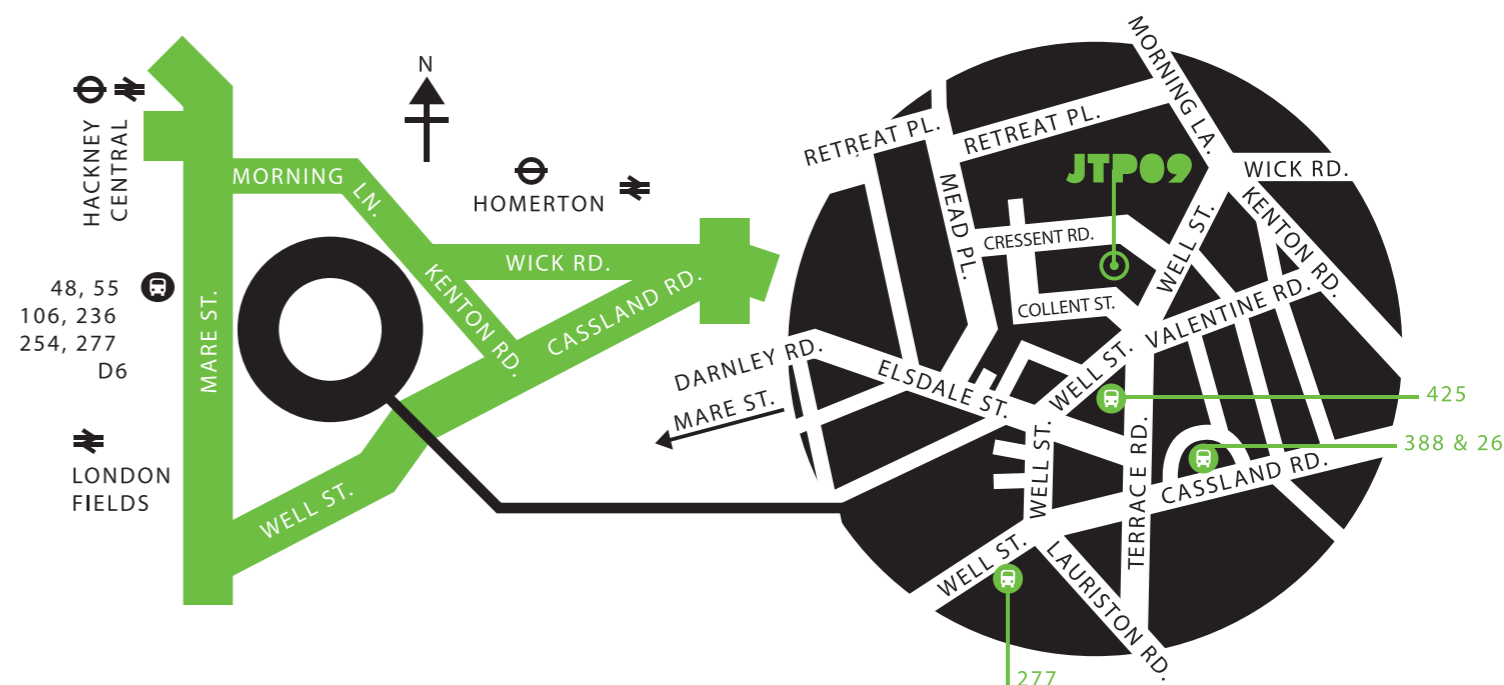 HACKNEY
CENTRAL
N
HOMERTON
MORNING
LN.
WICK RD.
KENTON RD.
CASSLAND RD.
MARE ST.
48, 55
106, 236
254, 277
D6
LONDON
FIELDS
WELL ST.
MORNING LA.
RETREAT PL.
RETREAT PL.
JTP09
WICK RD.
KENTON RD.
MEAD PL.
CRESSENT RD.
WELL ST.
COLLENT ST.
VALENTINE RD.
DARNLEY RD.
MARE ST.
ELSDALE ST.
WELL ST.
425
388 & 26
WELL ST.
TERRACE RD.
CASSLAND RD.
WELL ST.
LAURISTON RD.
277